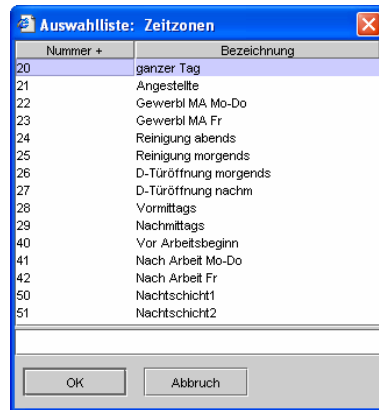 Auswahlliste: Zeitzonen
Nummer + Bezeichnung
20 ganzer Tag
21 Angestellte
22 Gewerbl MA Mo-Do
23 Gewerbl MA Fr
24 Reinigung abends
25 Reinigung morgends
26 D-Türöffnung morgends
27 D-Türöffnung nachm
28 Vormittags
29 Nachmittags
40 Vor Arbeitsbeginn
41 Nach Arbeit Mo-Do
42 Nach Arbeit Fr
50 Nachtschicht1
51 Nachtschicht2
OK Abbruch